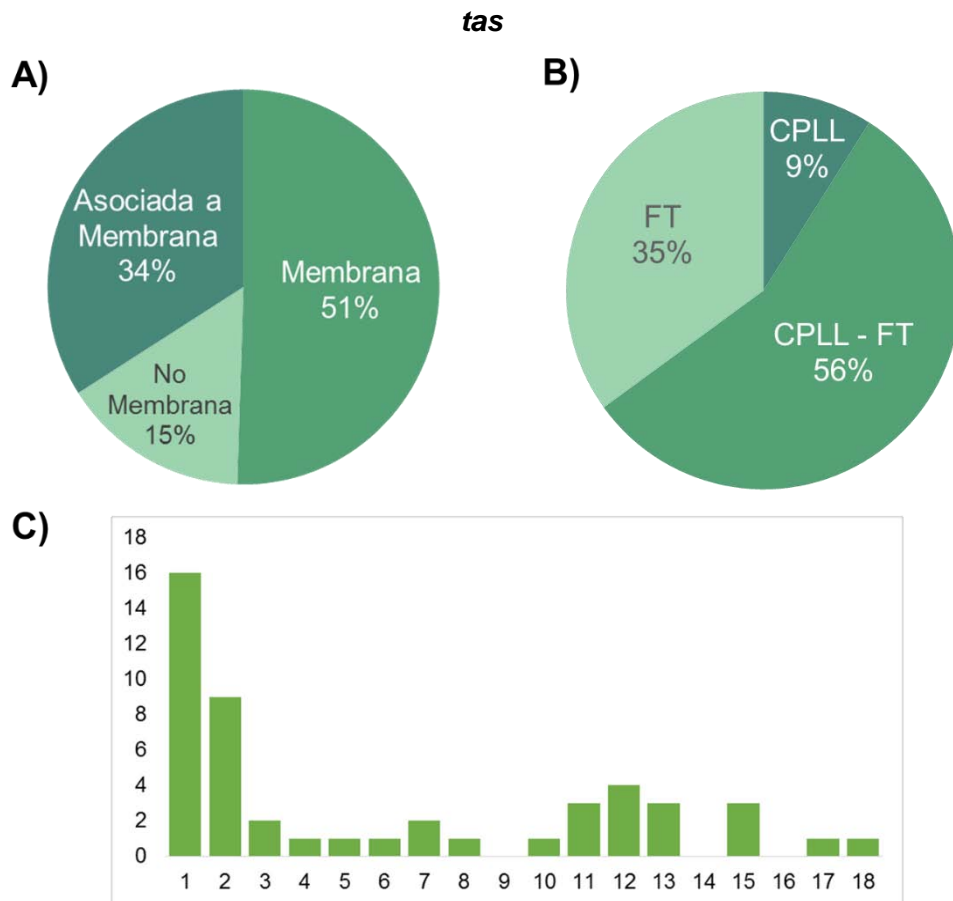 tas
A)
Asociada a
Membrana
34%
Membrana
51%
No
Membrana
15%
B)
CPLL
9%
FT
35%
CPLL - FT
56%
C)
18
16
14
12
10
8
6
4
2
0
1 2 3 4 5 6 7 8 9 10 11 12 13 14 15 16 17 18